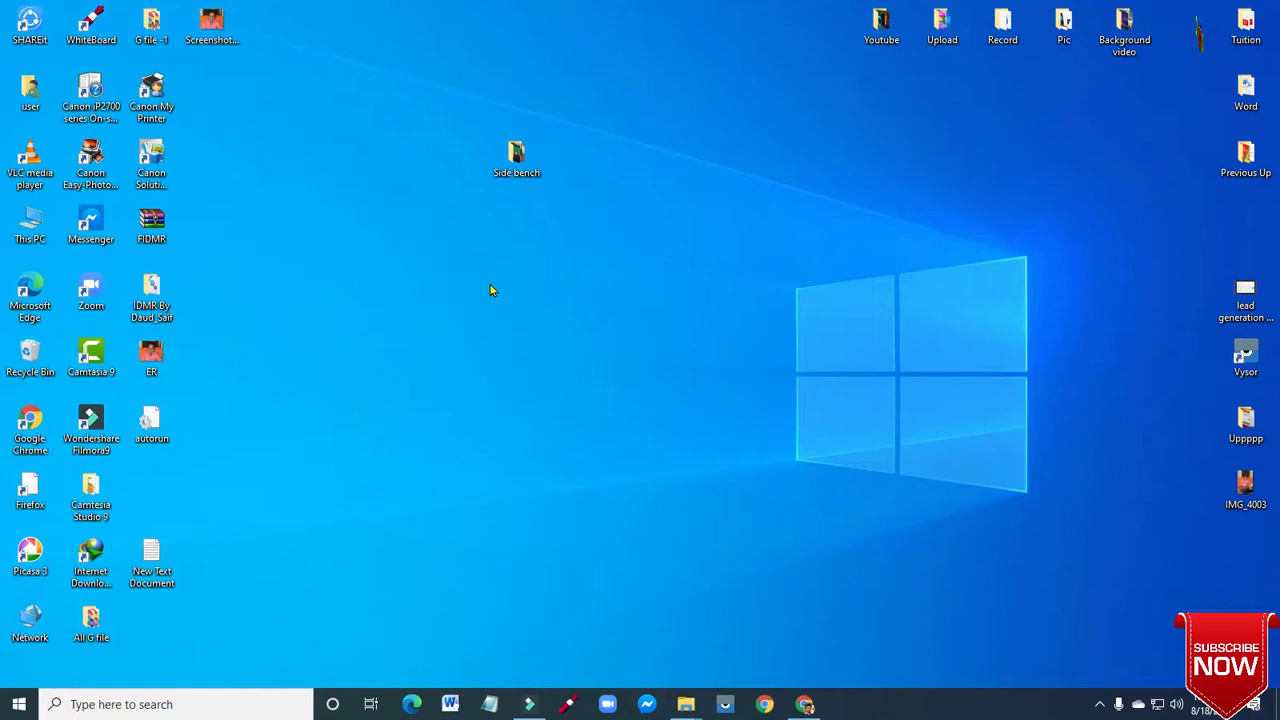 SHAREit
WhiteBoard
G file -1
Screenshot...
Youtube
Upload
Record
Pic
Background
video
Tuition
user
Canon iP2700
series On-s...
Canon My
Printer
Word
VLC media
player
Canon
Easy-Photo...
Canon
Soluti...
Side bench
Previous Up
This PC
Messenger
FIDMR
Microsoft
Edge
Zoom
IDMR By
Daud_Saif
lead
generation ...
Recycle Bin
Camtasia 9
ER
Vysor
Google
Chrome
Wondershare
Filmora9
autorun
Uppppp
Firefox
Camtesia
Studio 9
IMG_4003
Picasa 3
Internet
Downlo...
New Text
Document
Network
All G file
SUBSCRIBE
NOW
Type here to search
8/18/2